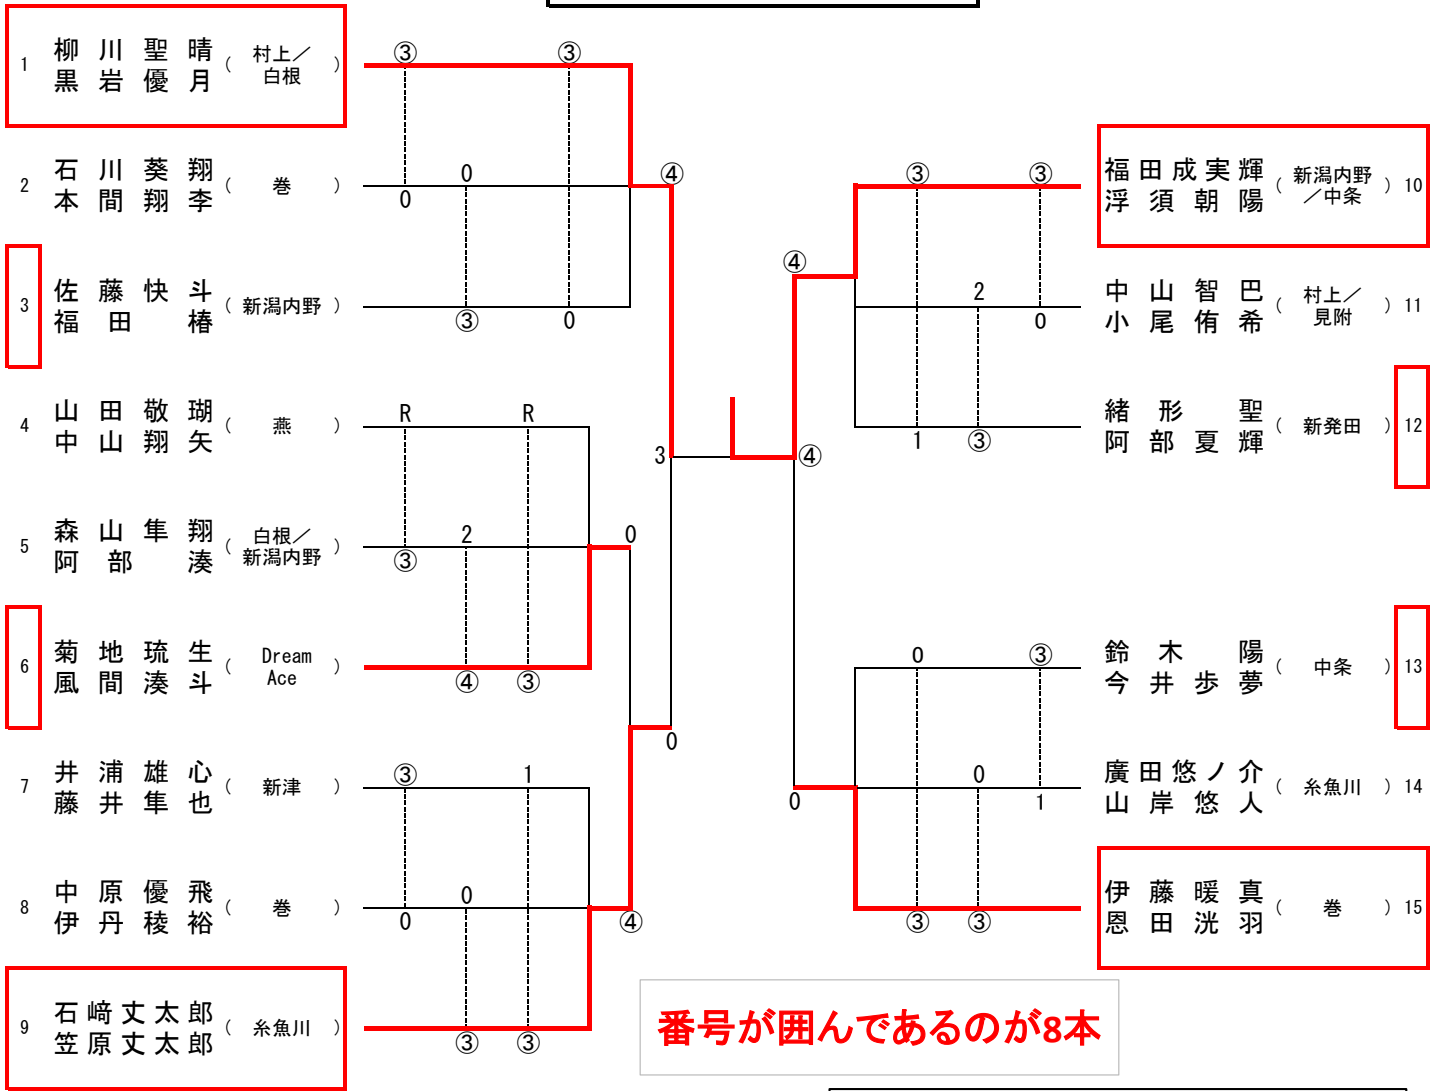 1 柳川聖晴 黒岩優月 ( 村上／白根 )
2 石川葵翔 本間翔李 ( 巻 )
3 佐藤快斗 福田椿 ( 新潟内野 )
4 山田敬瑚 中山翔矢 ( 燕 )
5 森山隼翔 阿部湊 ( 白根／新潟内野 )
6 菊地琉生 風間湊斗 ( Dream Ace )
7 井浦雄心 藤井隼也 ( 新津 )
8 中原優飛 伊丹稜裕 ( 巻 )
9 石﨑丈太郎 笠原丈太郎 ( 糸魚川 )
③ ③
0
0
③ 0
R R
③
2
④ ③
③ 1
0
0
③ ③
④
0
④
3
0
④
④
0
③ ③
2
0
1 ③
0 ③
0
1
③ ③
福田成実輝 浮須朝陽 ( 新潟内野／中条 ) 10
中山智巴 小尾侑希 ( 村上／見附 ) 11
緒形聖 阿部夏輝 ( 新発田 ) 12
鈴木陽 今井歩夢 ( 中条 ) 13
廣田悠ノ介 山岸悠人 ( 糸魚川 ) 14
伊藤暖真 恩田洸羽 ( 巻 ) 15
番号が囲んであるのが8本